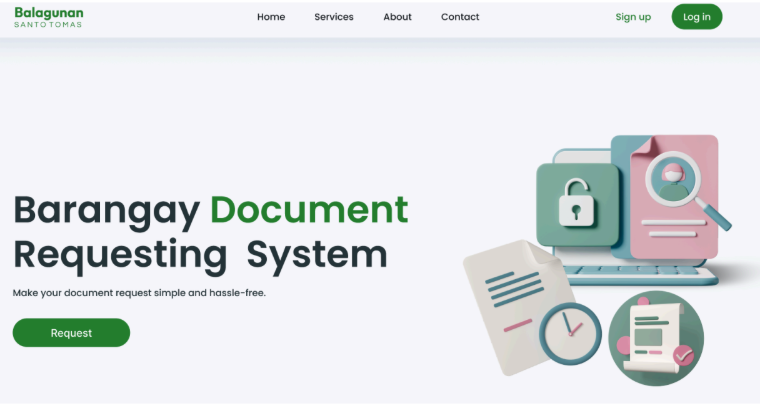 Balagunan
SANTO TOMAS
Home Services About Contact Sign up Log in
Barangay Document
Requesting System
Make your document request simple and hassle-free.
Request